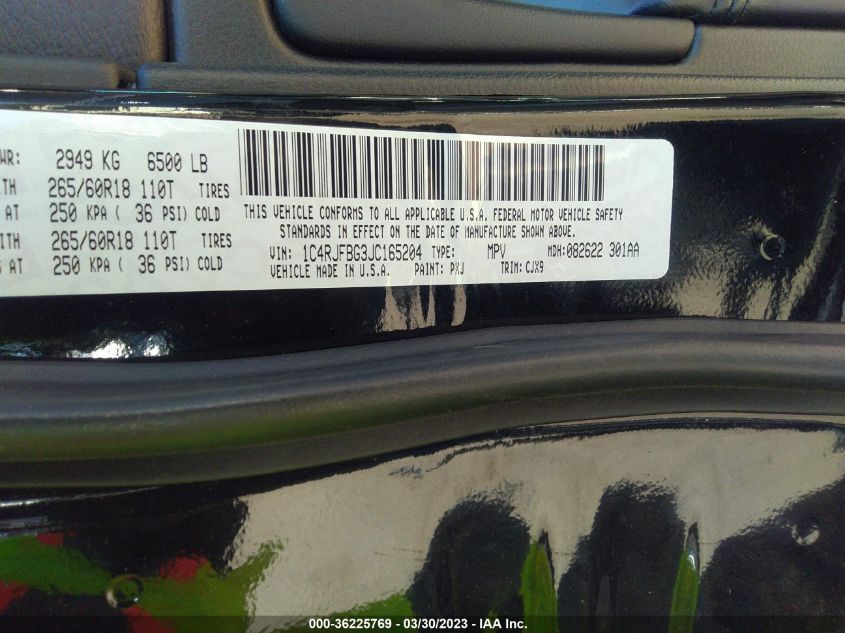 WR: 2949 KG 6500 LB
TH 265/60R18 110T TIRES
AT 250 KPA ( 36 PSI) COLD
ITH 265/60R18 110T TIRES
S AT 250 KPA ( 36 PSI) COLD
THIS VEHICLE CONFORMS TO ALL APPLICABLE U.S.A. FEDERAL MOTOR VEHICLE SAFETY
STANDARDS IN EFFECT ON THE DATE OF MANUFACTURE SHOWN ABOVE.
VIN: 1C4RJFBG3JC165204 TYPE: MPV MDH: 082622 301AA
VEHICLE MADE IN U.S.A. PAINT: PXJ TRIM: CJX9
000-36225769 — 03/30/2023 — IAA Inc.